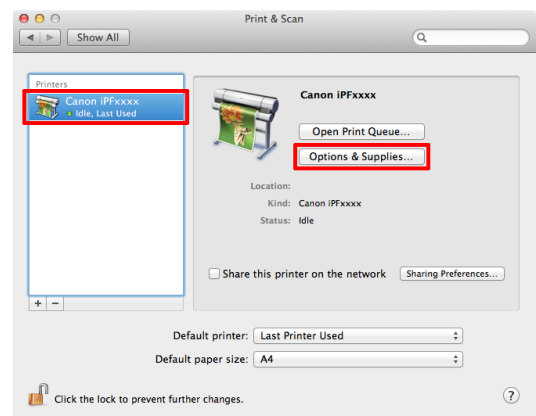 Print & Scan
Show All
Printers
Canon iPFxxxx
Idle, Last Used
Canon iPFxxxx
Open Print Queue...
Options & Supplies...
Location:
Kind: Canon iPFxxxx
Status: Idle
Share this printer on the network Sharing Preferences...
+ −
Default printer: Last Printer Used
Default paper size: A4
Click the lock to prevent further changes. ?